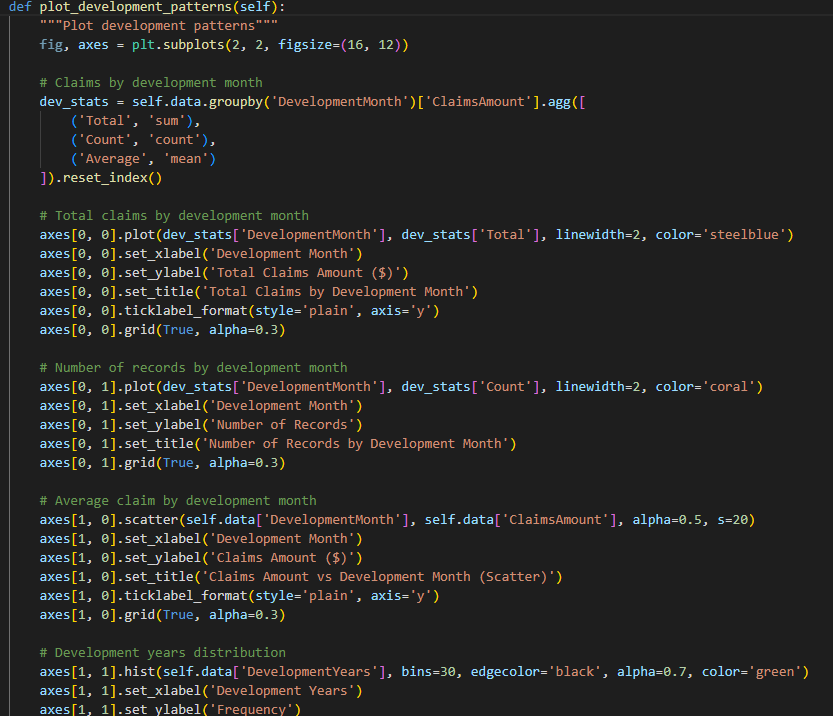 def plot_development_patterns(self):
    """Plot development patterns"""
    fig, axes = plt.subplots(2, 2, figsize=(16, 12))

    # Claims by development month
    dev_stats = self.data.groupby('DevelopmentMonth')['ClaimsAmount'].agg([
        ('Total', 'sum'),
        ('Count', 'count'),
        ('Average', 'mean')
    ]).reset_index()

    # Total claims by development month
    axes[0, 0].plot(dev_stats['DevelopmentMonth'], dev_stats['Total'], linewidth=2, color='steelblue')
    axes[0, 0].set_xlabel('Development Month')
    axes[0, 0].set_ylabel('Total Claims Amount ($)')
    axes[0, 0].set_title('Total Claims by Development Month')
    axes[0, 0].ticklabel_format(style='plain', axis='y')
    axes[0, 0].grid(True, alpha=0.3)

    # Number of records by development month
    axes[0, 1].plot(dev_stats['DevelopmentMonth'], dev_stats['Count'], linewidth=2, color='coral')
    axes[0, 1].set_xlabel('Development Month')
    axes[0, 1].set_ylabel('Number of Records')
    axes[0, 1].set_title('Number of Records by Development Month')
    axes[0, 1].grid(True, alpha=0.3)

    # Average claim by development month
    axes[1, 0].scatter(self.data['DevelopmentMonth'], self.data['ClaimsAmount'], alpha=0.5, s=20)
    axes[1, 0].set_xlabel('Development Month')
    axes[1, 0].set_ylabel('Claims Amount ($)')
    axes[1, 0].set_title('Claims Amount vs Development Month (Scatter)')
    axes[1, 0].ticklabel_format(style='plain', axis='y')
    axes[1, 0].grid(True, alpha=0.3)

    # Development years distribution
    axes[1, 1].hist(self.data['DevelopmentYears'], bins=30, edgecolor='black', alpha=0.7, color='green')
    axes[1, 1].set_xlabel('Development Years')
    axes[1, 1].set_ylabel('Frequency')